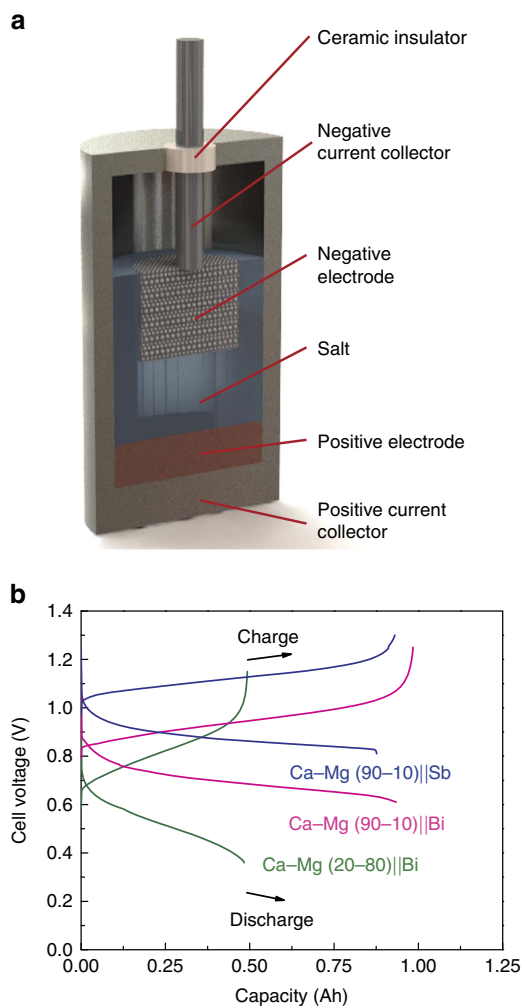 a
Ceramic insulator
Negative
current collector
Negative
electrode
Salt
Positive electrode
Positive current
collector
b
1.4
1.2
1.0
0.8
0.6
0.4
0.2
0.0
Cell voltage (V)
Charge
Ca–Mg (90–10)||Sb
Ca–Mg (90–10)||Bi
Ca–Mg (20–80)||Bi
Discharge
0.00
0.25
0.50
0.75
1.00
1.25
Capacity (Ah)